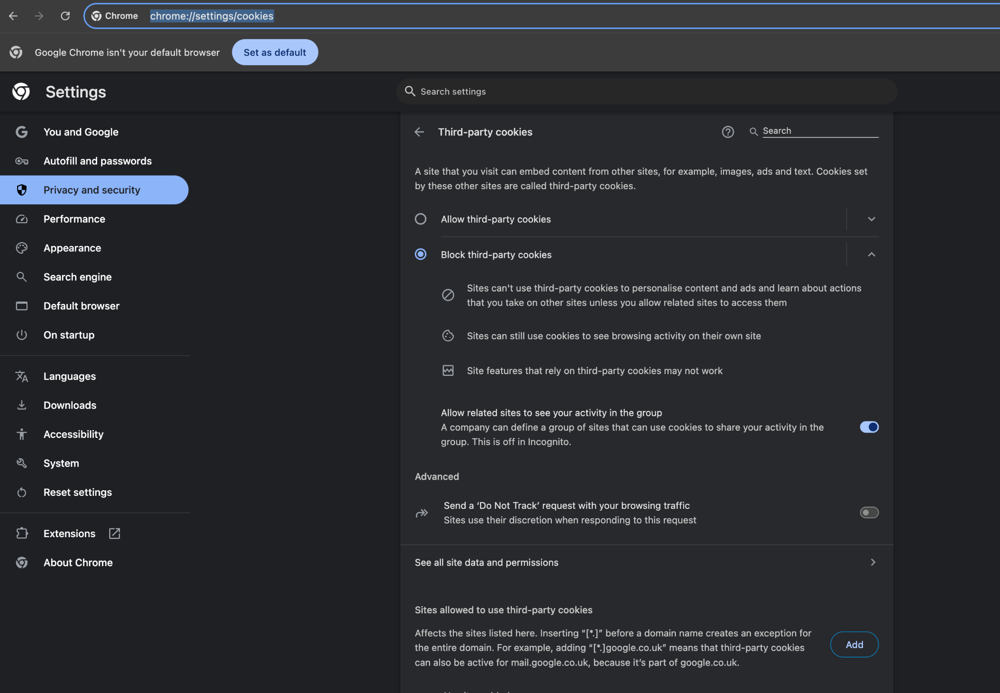 Chrome
chrome://settings/cookies
Google Chrome isn't your default browser
Set as default
Settings
Search settings
You and Google
Autofill and passwords
Privacy and security
Performance
Appearance
Search engine
Default browser
On startup
Languages
Downloads
Accessibility
System
Reset settings
Extensions
About Chrome
Third-party cookies
Search
A site that you visit can embed content from other sites, for example, images, ads and text. Cookies set
by these other sites are called third-party cookies.
Allow third-party cookies
Block third-party cookies
Sites can't use third-party cookies to personalise content and ads and learn about actions
that you take on other sites unless you allow related sites to access them
Sites can still use cookies to see browsing activity on their own site
Site features that rely on third-party cookies may not work
Allow related sites to see your activity in the group
A company can define a group of sites that can use cookies to share your activity in the
group. This is off in Incognito.
Advanced
Send a ‘Do Not Track’ request with your browsing traffic
Sites use their discretion when responding to this request
See all site data and permissions
Sites allowed to use third-party cookies
Affects the sites listed here. Inserting “[*.]” before a domain name creates an exception for
the entire domain. For example, adding “[*.]google.co.uk” means that third-party cookies
can also be active for mail.google.co.uk, because it’s part of google.co.uk.
Add